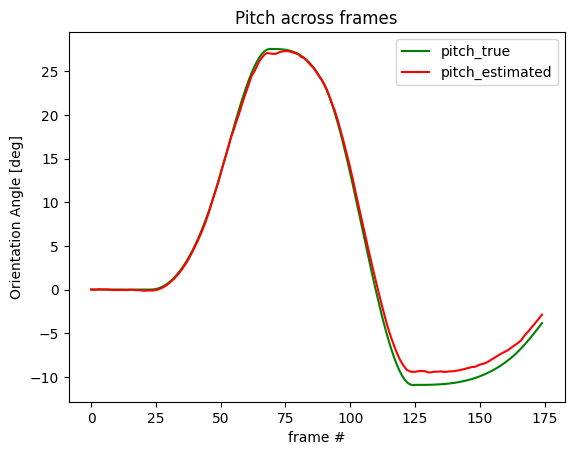 Pitch across frames
pitch_true
pitch_estimated
Orientation Angle [deg]
25
20
15
10
5
0
−5
−10
0 25 50 75 100 125 150 175
frame #